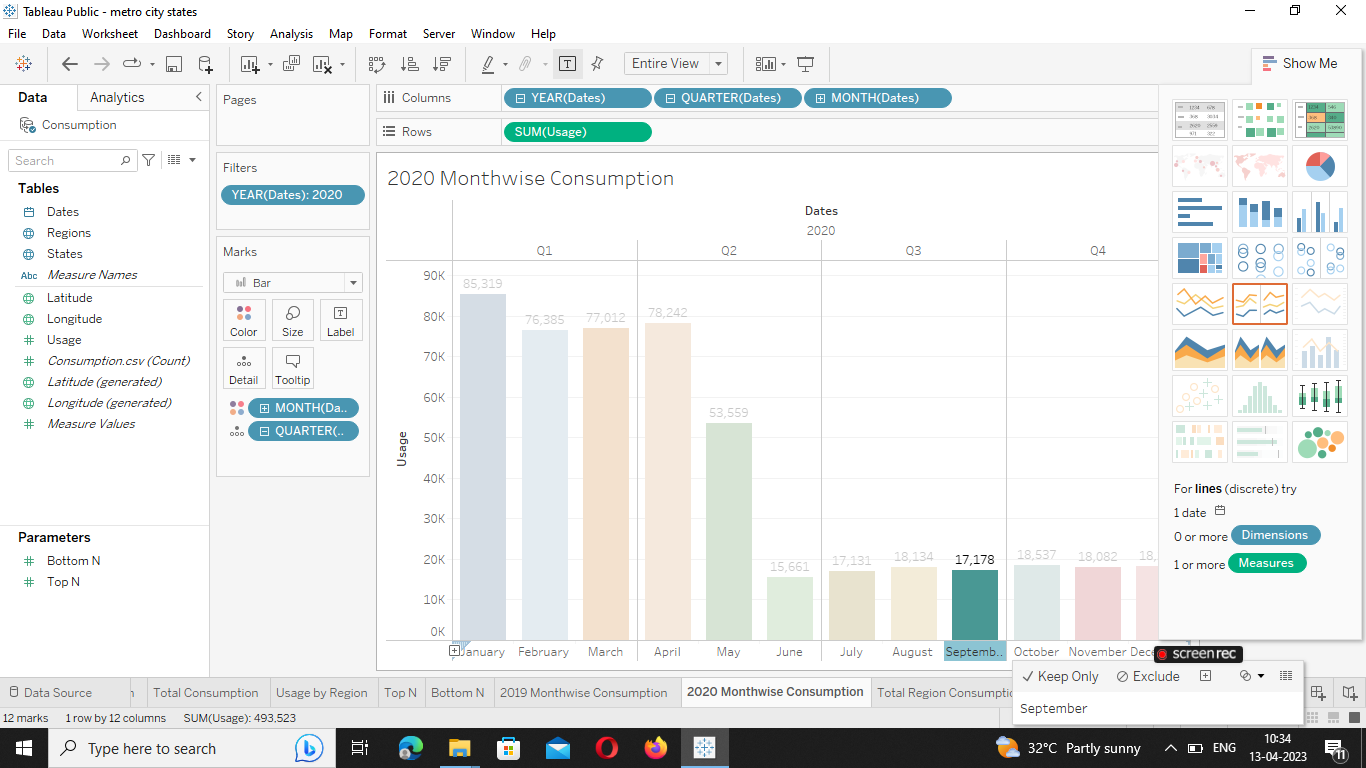 Tableau Public - metro city states
File Data Worksheet Dashboard Story Analysis Map Format Server Window Help
Entire View
Show Me
Data Analytics
Consumption
Search
Tables
Dates
Regions
States
Abc Measure Names
Latitude
Longitude
Usage
Consumption.csv (Count)
Latitude (generated)
Longitude (generated)
Measure Values
Parameters
Bottom N
Top N
Pages
Filters
YEAR(Dates): 2020
Marks
Bar
Color Size Label
Detail Tooltip
MONTH(Da..
QUARTER(..
Columns YEAR(Dates) QUARTER(Dates) MONTH(Dates)
Rows SUM(Usage)
2020 Monthwise Consumption
Dates
2020
Q1 Q2 Q3 Q4
Usage
90K
80K
70K
60K
50K
40K
30K
20K
10K
0K
85,319 76,385 77,012 78,242 53,559 15,661 17,131 18,134 17,178 18,537 18,082 18,
January February March April May June July August Septemb.. October November Dece
For lines (discrete) try
1 date
0 or more Dimensions
1 or more Measures
screenrec
Keep Only Exclude
September
Data Source n Total Consumption Usage by Region Top N Bottom N 2019 Monthwise Consumption 2020 Monthwise Consumption Total Region Consumptio
12 marks 1 row by 12 columns SUM(Usage): 493,523
Type here to search
32°C Partly sunny ENG
10:34
13-04-2023
11